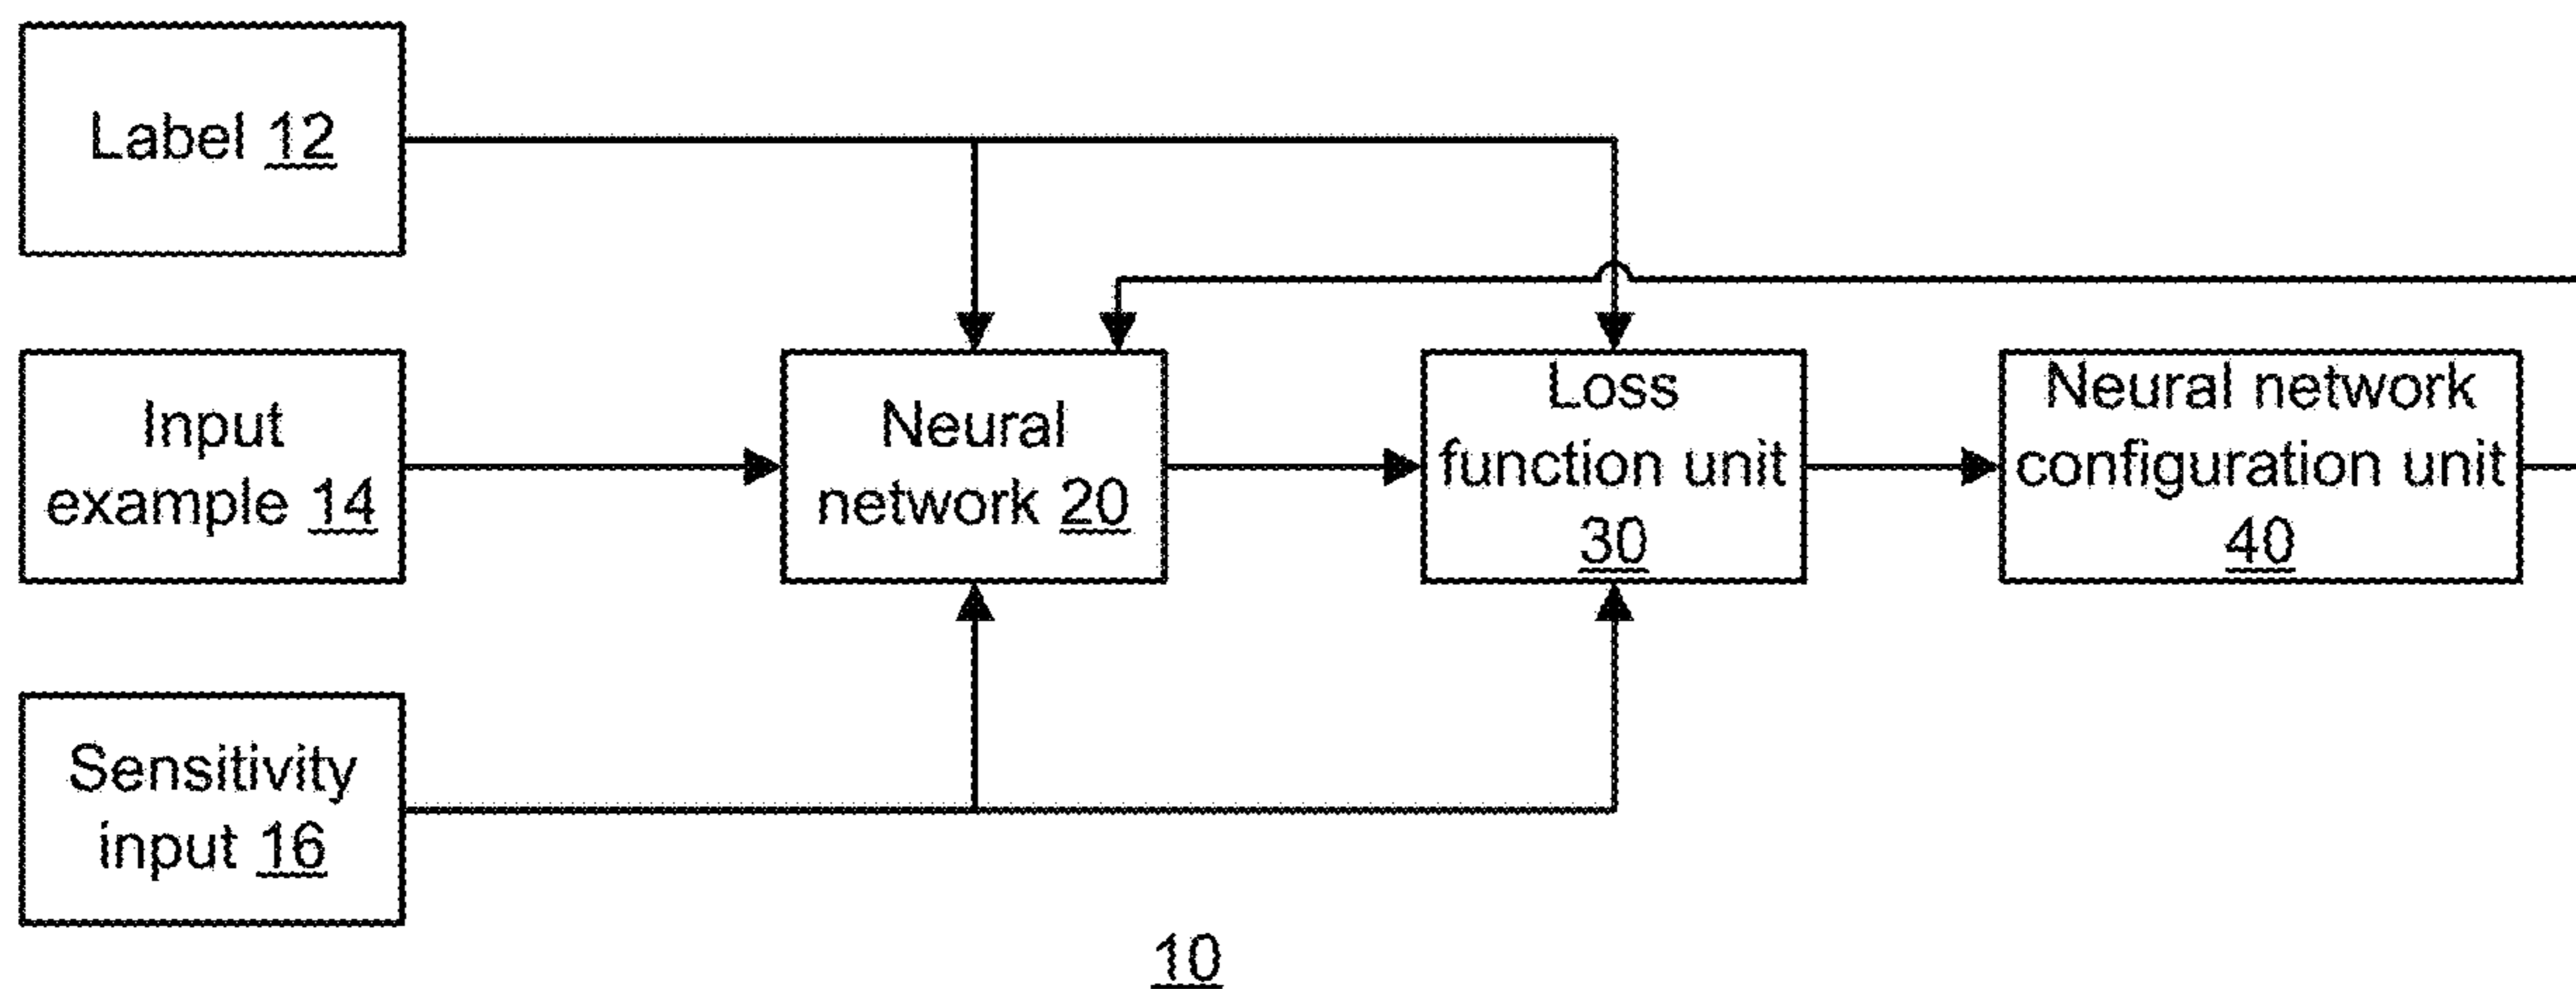 Label 12
Input
example 14
Sensitivity
input 16
Neural
network 20
Loss
function unit
30
Neural network
configuration unit
40
10